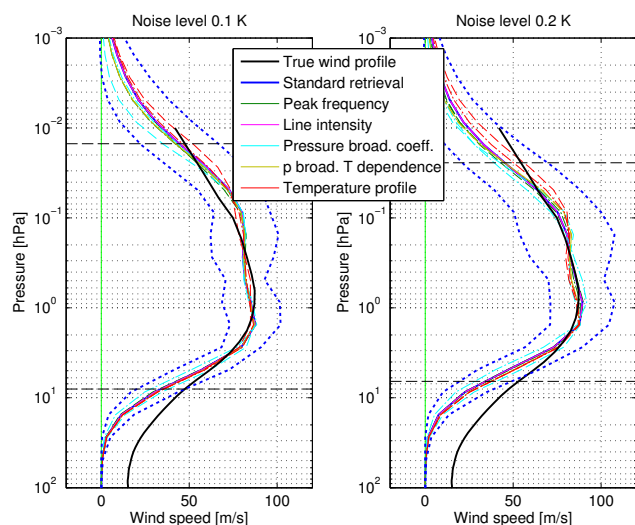 Noise level 0.1 K
Noise level 0.2 K
True wind profile
Standard retrieval
Peak frequency
Line intensity
Pressure broad. coeff.
p broad. T dependence
Temperature profile
Pressure [hPa]
10⁻³
10⁻²
10⁻¹
10⁰
10¹
10²
0 50 100
Wind speed [m/s]
Pressure [hPa]
10⁻³
10⁻²
10⁻¹
10⁰
10¹
10²
0 50 100
Wind speed [m/s]